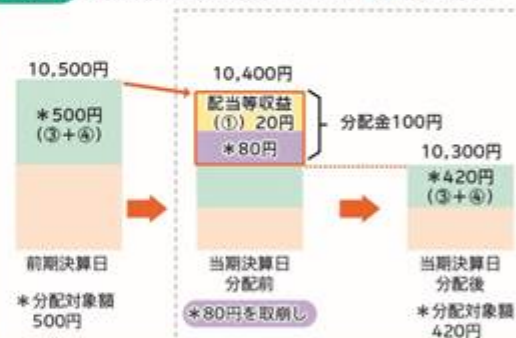 10,500円
*500円
(③+④)
前期決算日
*分配対象額
500円
10,400円
配当等収益
(①) 20円
*80円
分配金100円
当期決算日
分配前
*80円を取崩し
10,300円
*420円
(③+④)
当期決算日
分配後
*分配対象額
420円